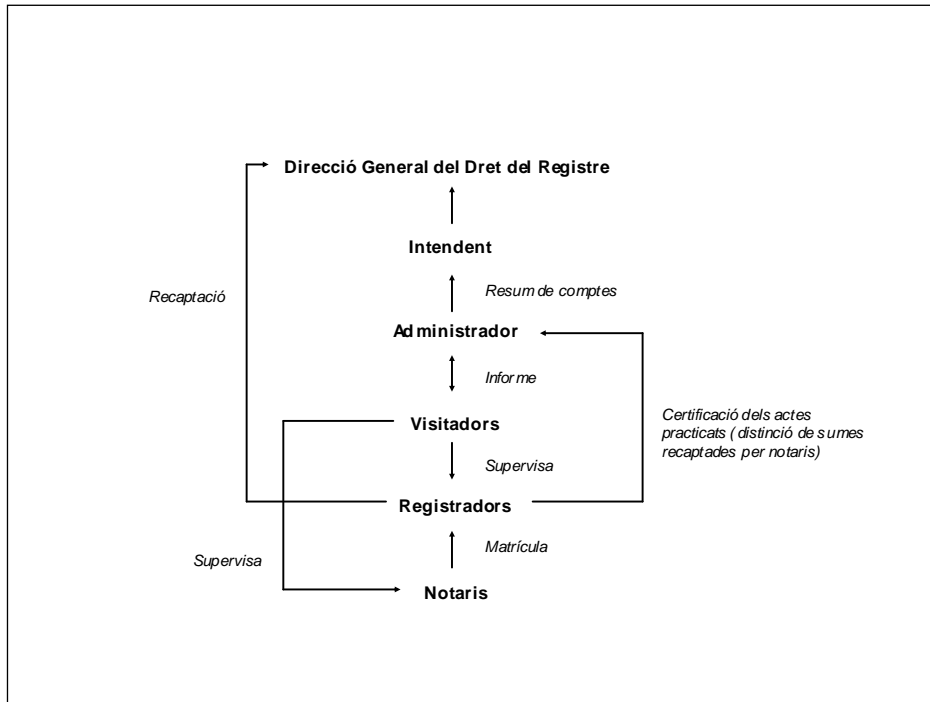 Direcció General del Dret del Registre
Intendent
Recaptació
Resum de comptes
Administrador
Informe
Certificació dels actes
practicats ( distinció de sumes
recaptades per notaris)
Visitadors
Supervisa
Registradors
Matrícula
Supervisa
Notaris